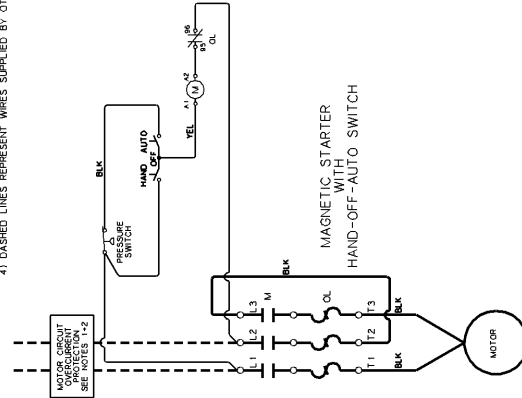 4) DASHED LINES REPRESENT WIRES SUPPLIED BY OT
MOTOR CIRCUIT
OVERCURRENT
PROTECTION
SEE NOTES 1+2
BLK
PRESSURE
SWITCH
HAND
OFF
AUTO
YEL
A1
M
A2
95
96
OL
MAGNETIC STARTER
WITH
HAND-OFF-AUTO SWITCH
BLK
L1
L2
L3
M
OL
T1
T2
T3
BLK
BLK
MOTOR